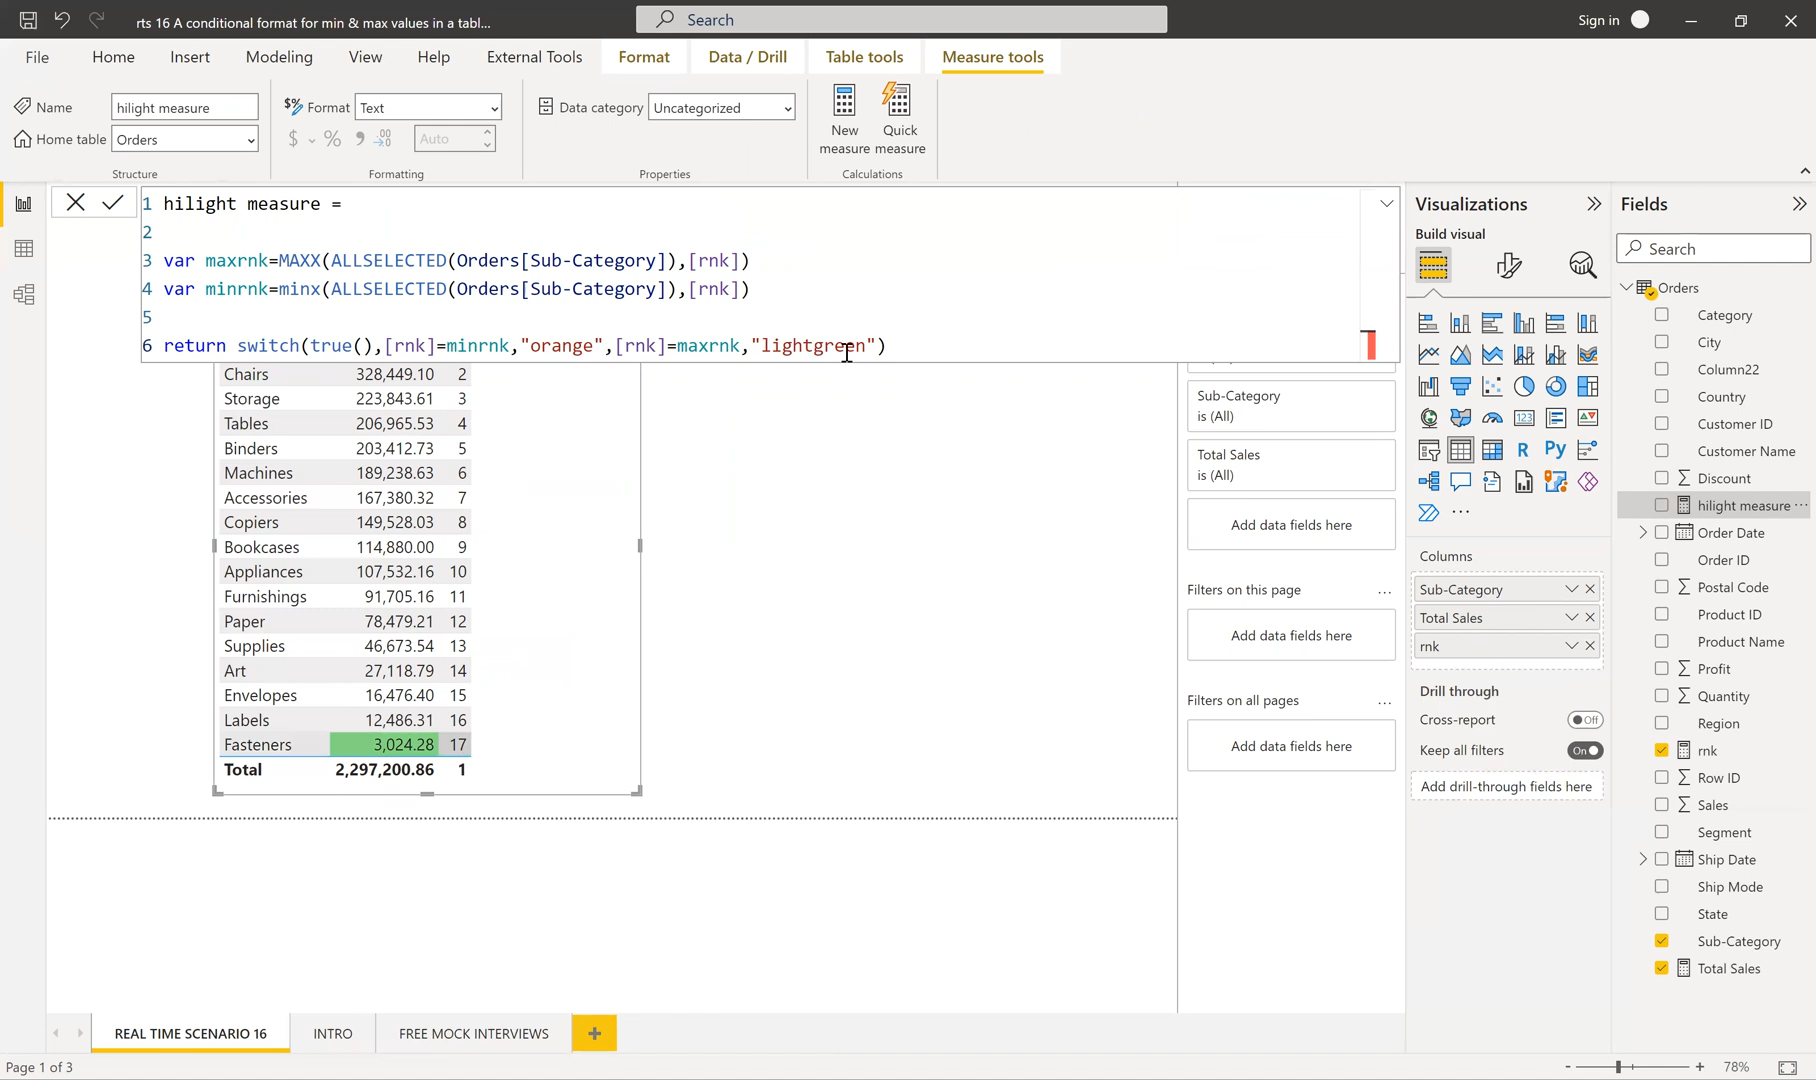 rts 16 A conditional format for min & max values in a tabl...
Search
Sign in
File
Home
Insert
Modeling
View
Help
External Tools
Format
Data / Drill
Table tools
Measure tools
Name
hilight measure
Home table
Orders
Structure
$% Format
Text
$ % 9 .00
Auto
Formatting
Data category
Uncategorized
Properties
New measure
Quick measure
Calculations
1 hilight measure =
2
3 var maxrnk=MAXX(ALLSELECTED(Orders[Sub-Category]),[rnk])
4 var minrnk=minx(ALLSELECTED(Orders[Sub-Category]),[rnk])
5
6 return switch(true(),[rnk]=minrnk,"orange",[rnk]=maxrnk,"lightgreen")
Chairs 328,449.10 2
Storage 223,843.61 3
Tables 206,965.53 4
Binders 203,412.73 5
Machines 189,238.63 6
Accessories 167,380.32 7
Copiers 149,528.03 8
Bookcases 114,880.00 9
Appliances 107,532.16 10
Furnishings 91,705.16 11
Paper 78,479.21 12
Supplies 46,673.54 13
Art 27,118.79 14
Envelopes 16,476.40 15
Labels 12,486.31 16
Fasteners 3,024.28 17
Total 2,297,200.86 1
Sub-Category
is (All)
Total Sales
is (All)
Add data fields here
Filters on this page ...
Add data fields here
Filters on all pages ...
Add data fields here
Visualizations
Build visual
R Py
...
Columns
Sub-Category
Total Sales
rnk
Drill through
Cross-report Off
Keep all filters On
Add drill-through fields here
Fields
Search
Orders
Category
City
Column22
Country
Customer ID
Customer Name
Σ Discount
hilight measure ...
Order Date
Order ID
Σ Postal Code
Product ID
Product Name
Σ Profit
Σ Quantity
Region
rnk
Σ Row ID
Σ Sales
Segment
Ship Date
Ship Mode
State
Sub-Category
Total Sales
REAL TIME SCENARIO 16
INTRO
FREE MOCK INTERVIEWS
+
Page 1 of 3
- + 78%